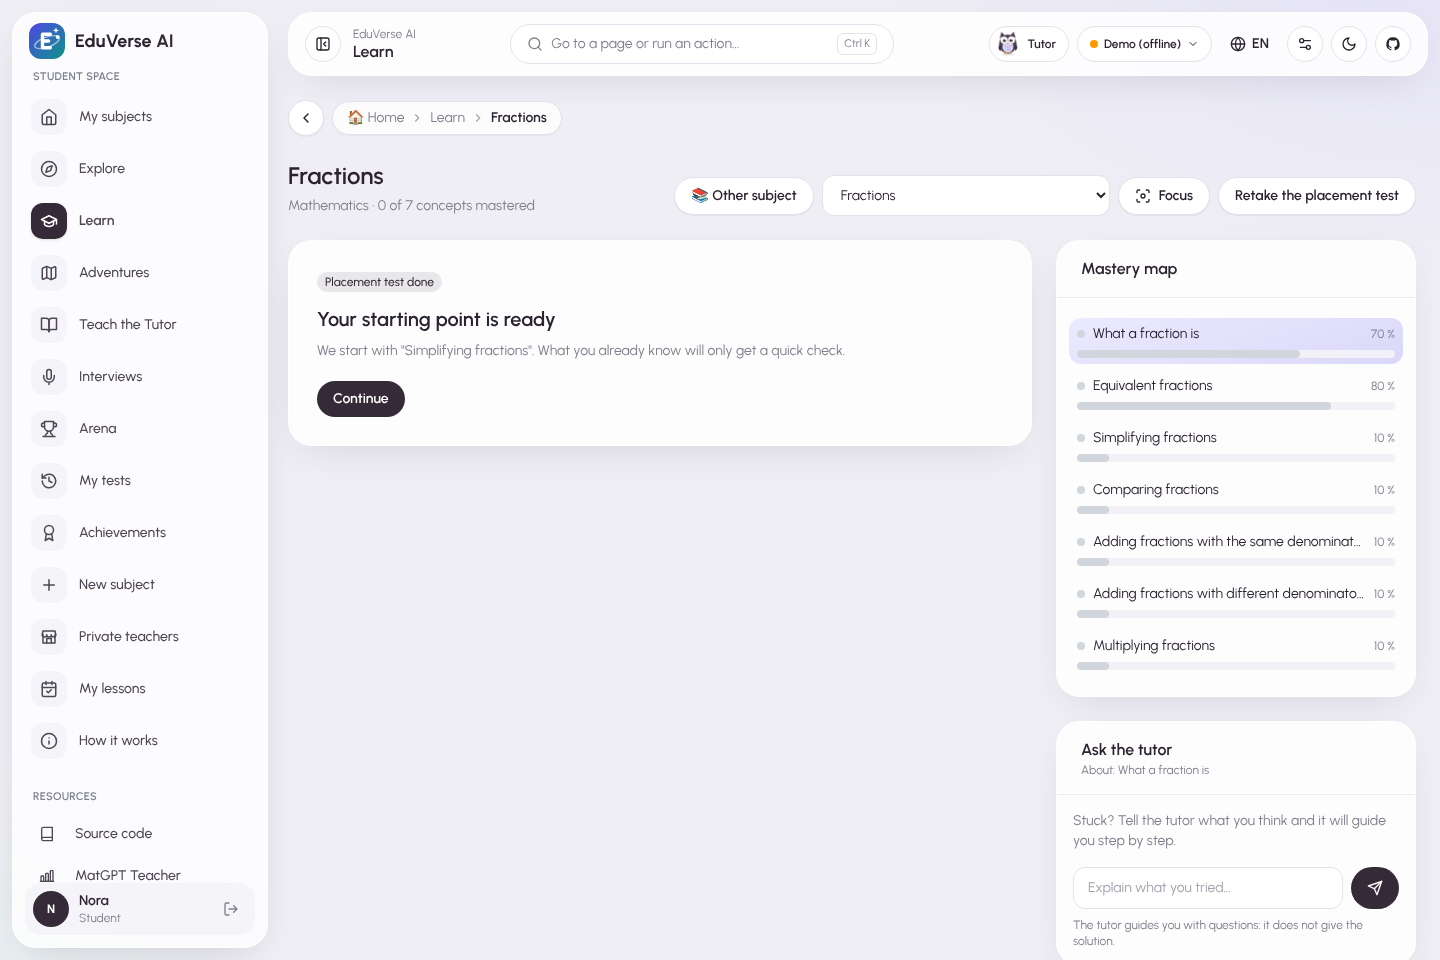 EduVerse AI
STUDENT SPACE
My subjects
Explore
Learn
Adventures
Teach the Tutor
Interviews
Arena
My tests
Achievements
New subject
Private teachers
My lessons
How it works
RESOURCES
Source code
MatGPT Teacher
N
Nora
Student
EduVerse AI
Learn
Go to a page or run an action...
Ctrl K
Tutor
Demo (offline)
EN
Home
Learn
Fractions
Fractions
Mathematics · 0 of 7 concepts mastered
Other subject
Fractions
Focus
Retake the placement test
Placement test done
Your starting point is ready
We start with "Simplifying fractions". What you already know will only get a quick check.
Continue
Mastery map
What a fraction is 70 %
Equivalent fractions 80 %
Simplifying fractions 10 %
Comparing fractions 10 %
Adding fractions with the same denominat... 10 %
Adding fractions with different denominato... 10 %
Multiplying fractions 10 %
Ask the tutor
About: What a fraction is
Stuck? Tell the tutor what you think and it will guide
you step by step.
Explain what you tried...
The tutor guides you with questions: it does not give the
solution.